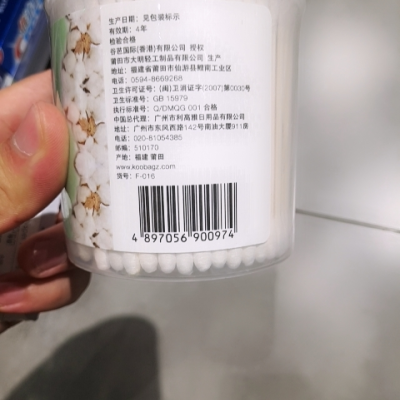 生产日期：见包装标示
有效期：4年
检验合格
谷芭国际(香港)有限公司 授权
莆田市大明轻工制品有限公司 生产
地址：福建省莆田市仙游县鲤南工业区
电话：0594-8669268
卫生许可证号：(闽)卫消证字(2007)第0030号
卫生标准号：GB 15979
执行标准号：Q/DMQG 001 合格
中国总代理：广州市利高雅日用品有限公司
地址：广州市东风西路142号南油大厦911房
电话：020-81054385
邮编：510170
产地：福建 莆田
www.koobagz.com
货号：F-016
4 897056 900974